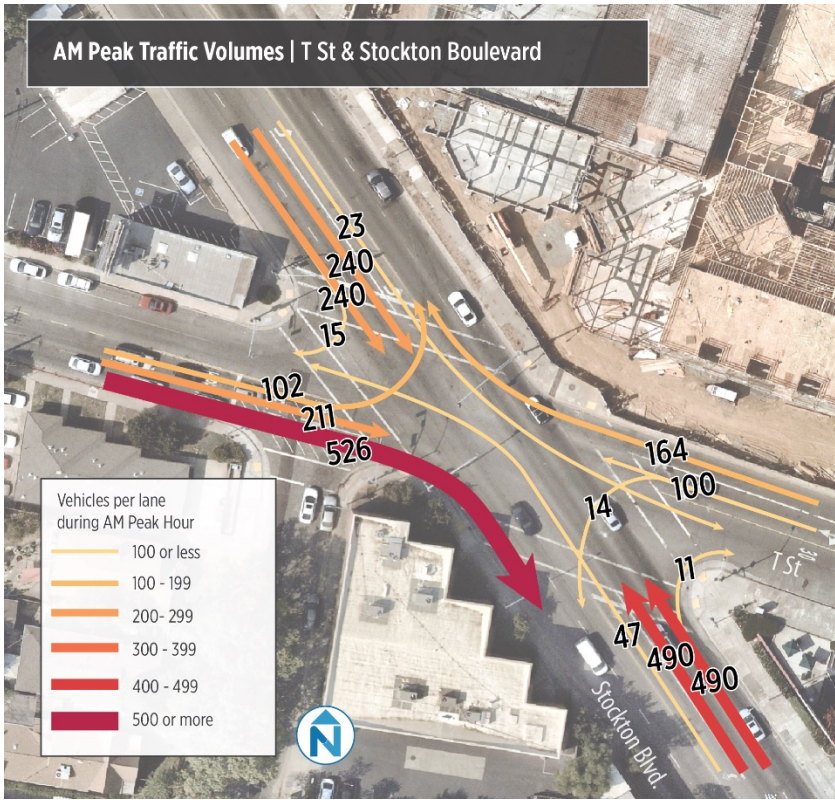 AM Peak Traffic Volumes | T St & Stockton Boulevard
23
240
240
15
102
211
526
164
100
14
11
T St
47
490
490
Stockton Blvd.
Vehicles per lane
during AM Peak Hour
100 or less
100 - 199
200- 299
300 - 399
400 - 499
500 or more
N